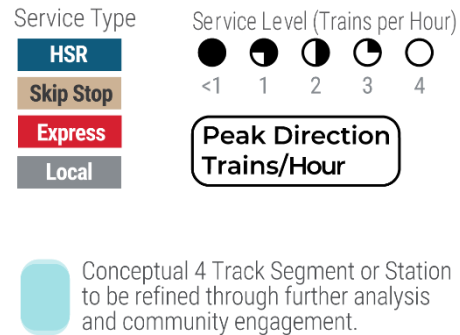 Service Type
HSR
Skip Stop
Express
Local
Service Level (Trains per Hour)
<1 1 2 3 4
Peak Direction
Trains/Hour
Conceptual 4 Track Segment or Station
to be refined through further analysis
and community engagement.